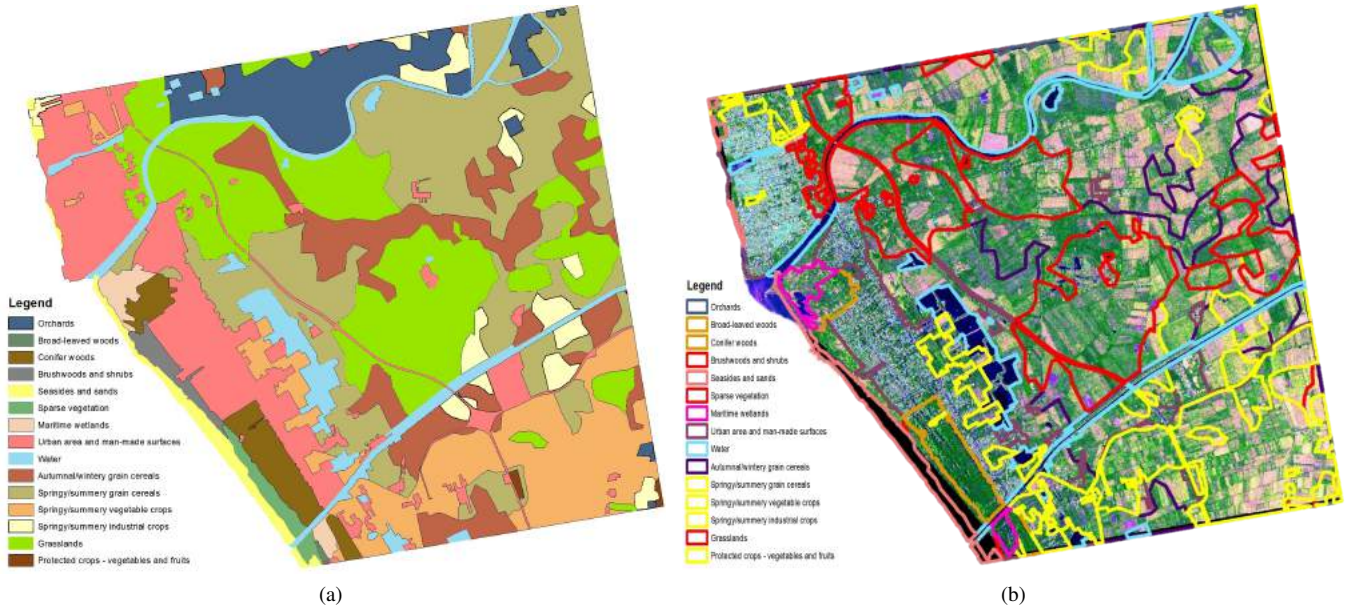 Legend
Orchards
Broad-leaved woods
Conifer woods
Brushwoods and shrubs
Seasides and sands
Sparse vegetation
Maritime wetlands
Urban area and man-made surfaces
Water
Autumnal/wintery grain cereals
Springy/summery grain cereals
Springy/summery vegetable crops
Springy/summery industrial crops
Grasslands
Protected crops - vegetables and fruits
(a)
Legend
Orchards
Broad-leaved woods
Conifer woods
Brushwoods and shrubs
Seasides and sands
Sparse vegetation
Maritime wetlands
Urban area and man-made surfaces
Water
Autumnal/wintery grain cereals
Springy/summery grain cereals
Springy/summery vegetable crops
Springy/summery industrial crops
Grasslands
Protected crops - vegetables and fruits
(b)